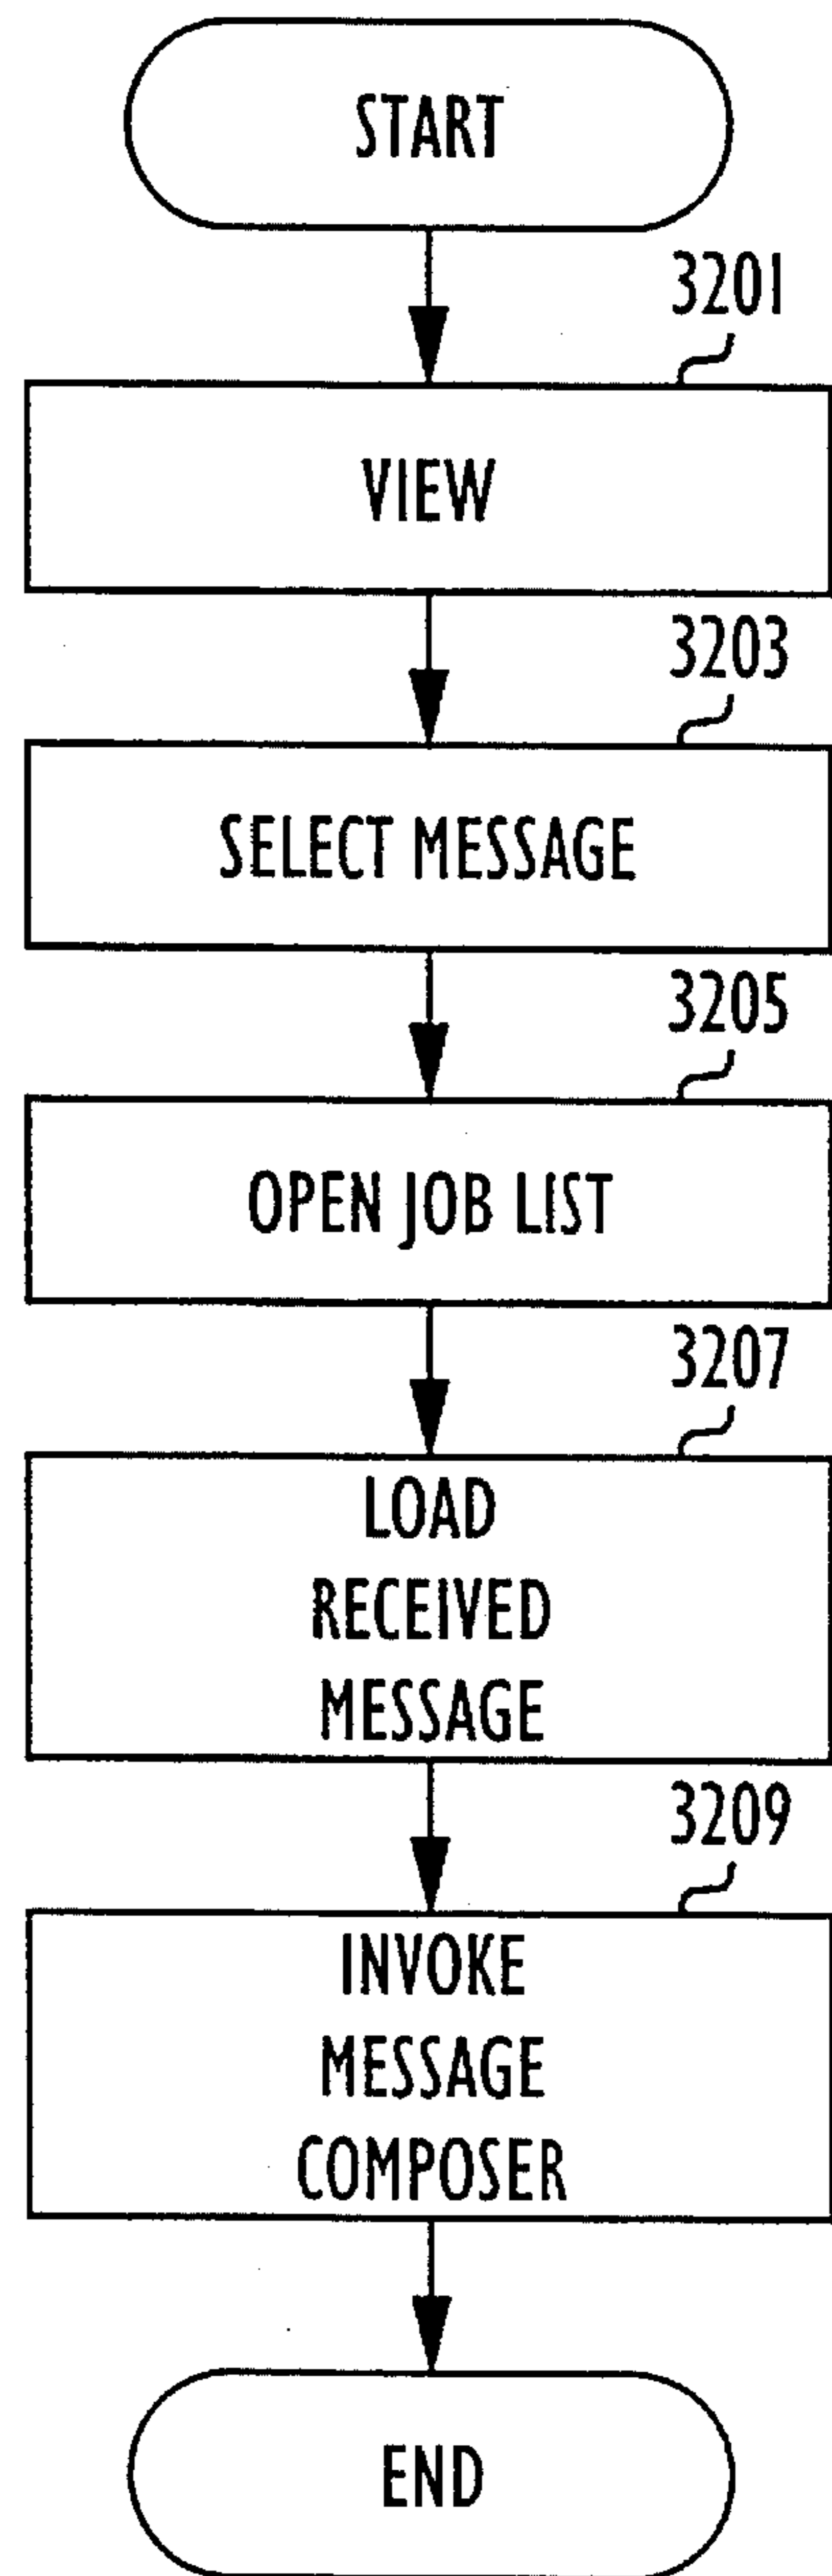 START
3201
VIEW
3203
SELECT MESSAGE
3205
OPEN JOB LIST
3207
LOAD
RECEIVED
MESSAGE
3209
INVOKE
MESSAGE
COMPOSER
END